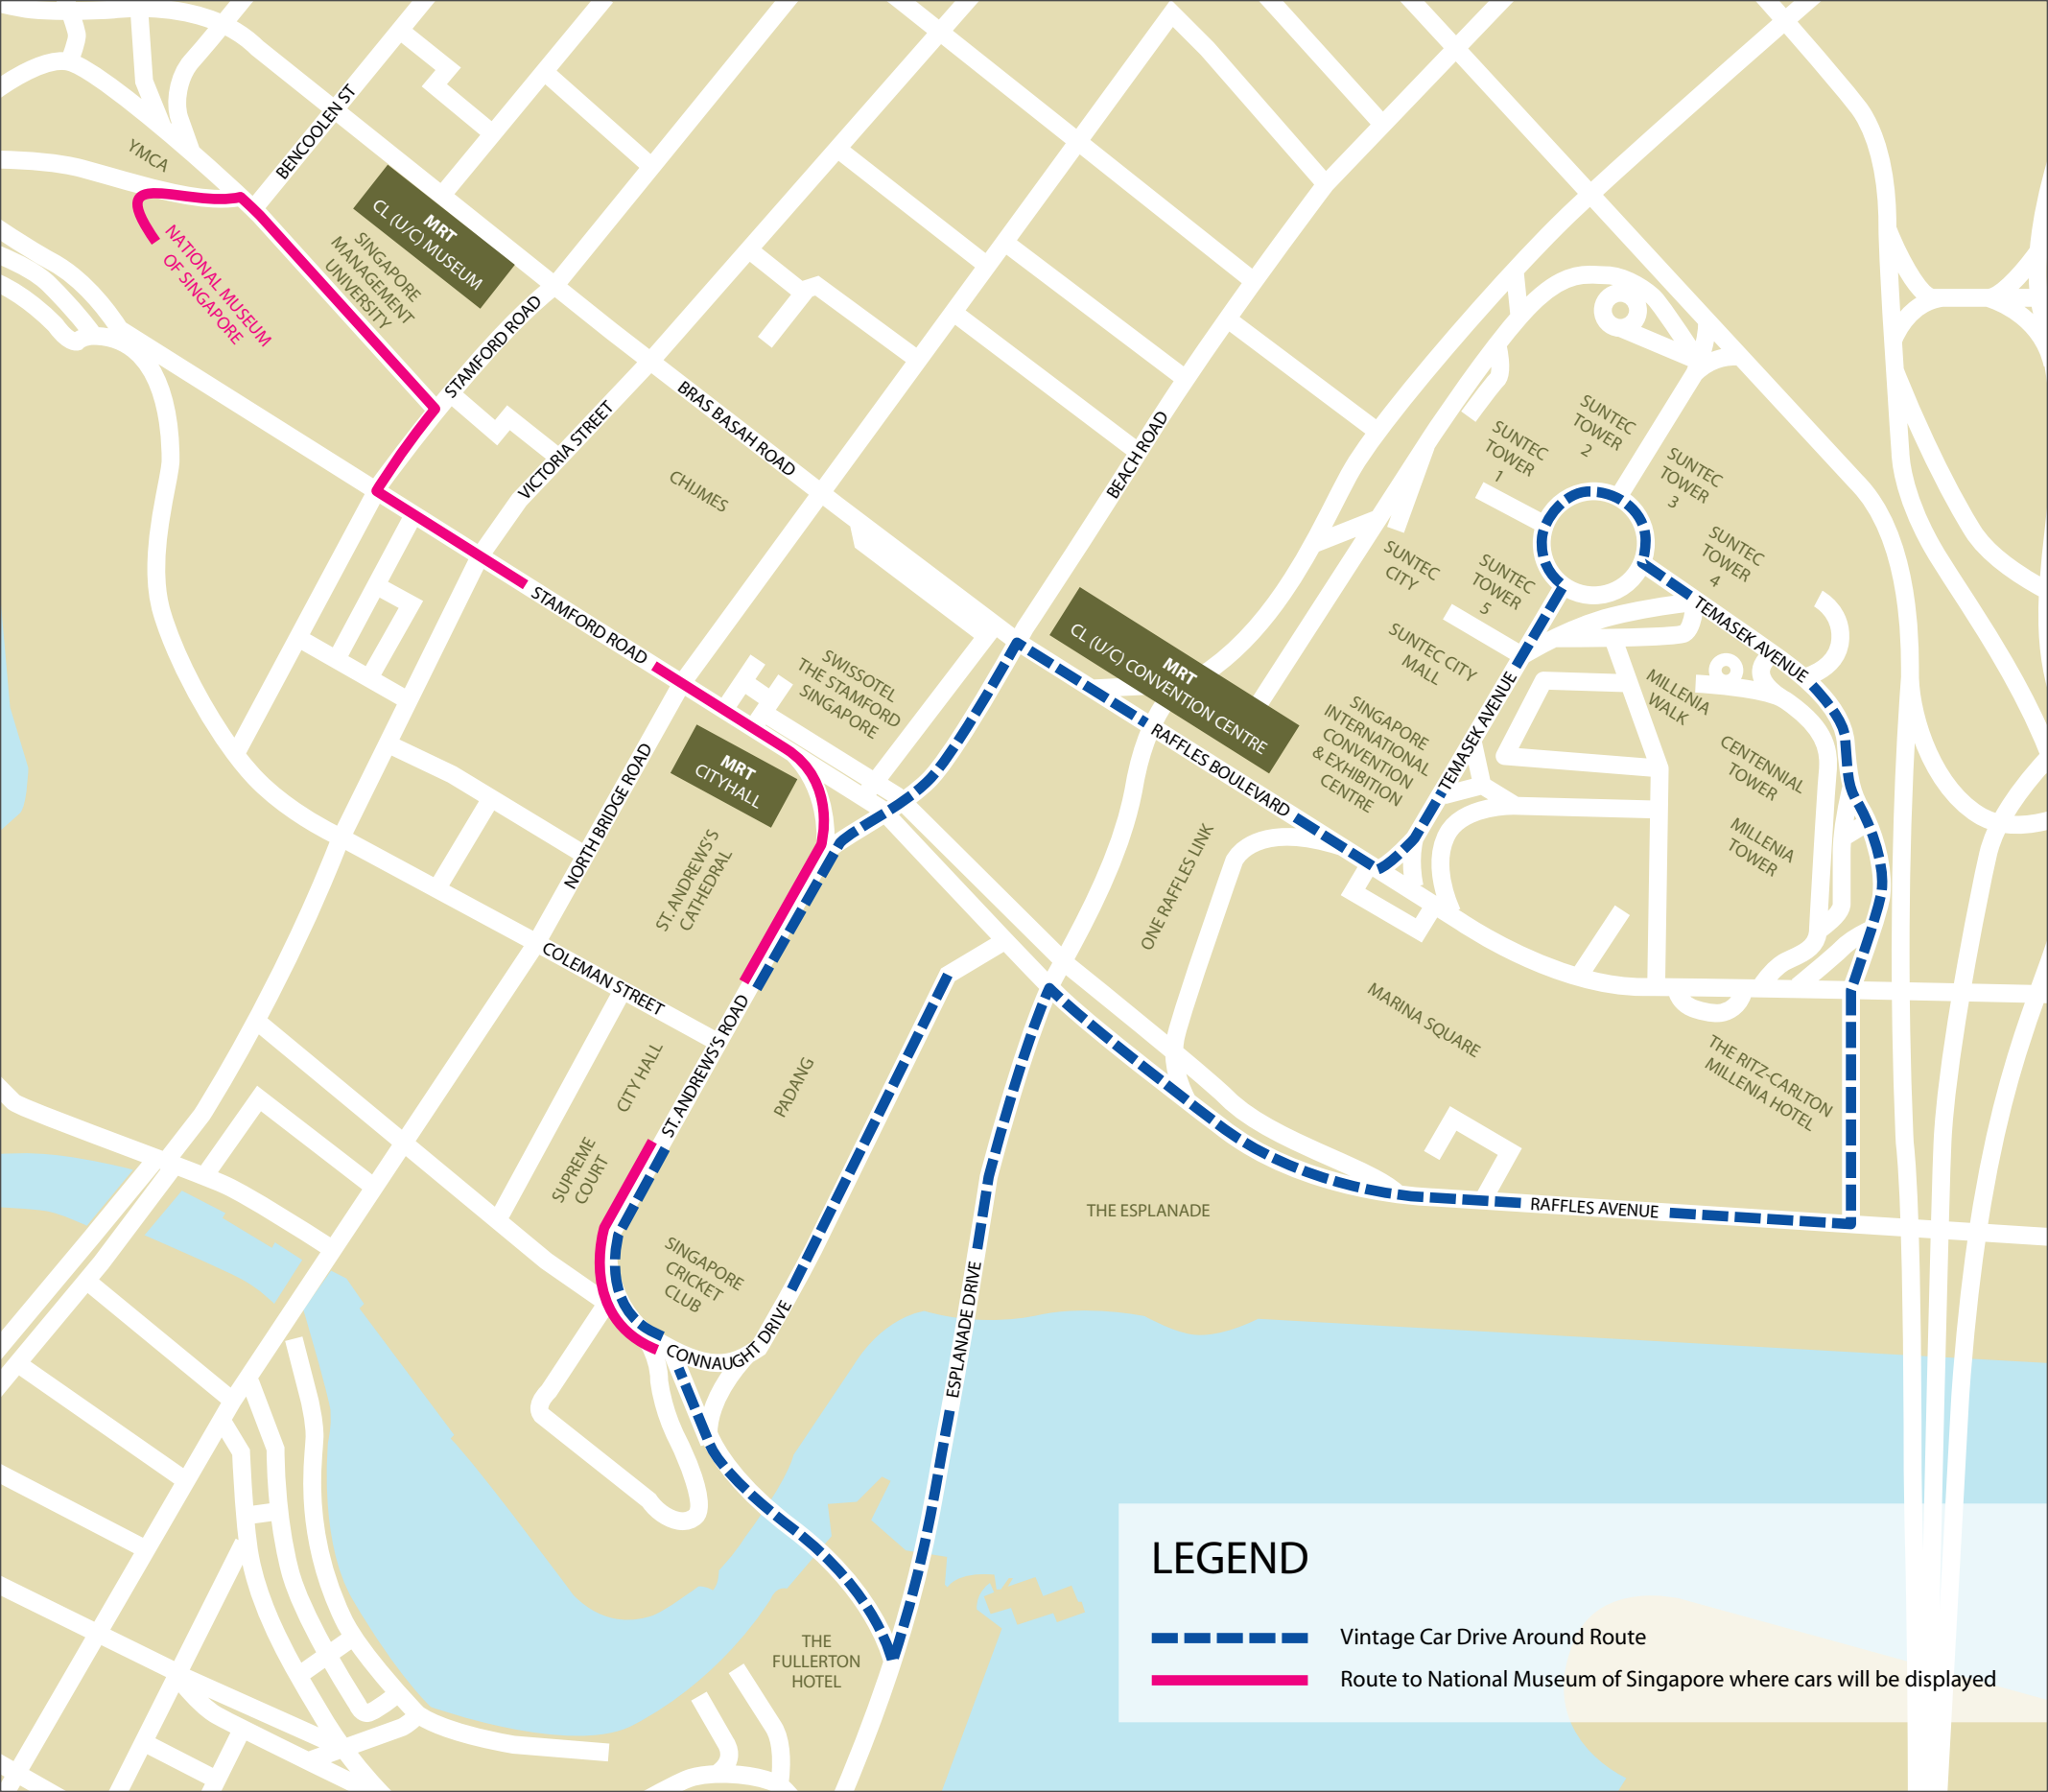 BENCOOLEN ST
YMCA
MRT
CL (U/C) MUSEUM
NATIONAL MUSEUM
OF SINGAPORE
SINGAPORE
MANAGEMENT
UNIVERSITY
STAMFORD ROAD
VICTORIA STREET
BRAS BASAH ROAD
CHIJMES
BEACH ROAD
SUNTEC
TOWER
1
SUNTEC
TOWER
2
SUNTEC
TOWER
3
SUNTEC
TOWER
4
SUNTEC
CITY
SUNTEC
TOWER
5
STAMFORD ROAD
SWISSOTEL
THE STAMFORD
SINGAPORE
MRT
CL (U/C) CONVENTION CENTRE
SUNTEC CITY
MALL
TEMASEK AVENUE
MILLENIA
WALK
SINGAPORE
INTERNATIONAL
CONVENTION
& EXHIBITION
CENTRE
TEMASEK AVENUE
RAFFLES BOULEVARD
CENTENNIAL
TOWER
MILLENIA
TOWER
MRT
CITYHALL
NORTH BRIDGE ROAD
ST. ANDREWS'S
CATHEDRAL
ONE RAFFLES LINK
COLEMAN STREET
ST. ANDREWS'S ROAD
MARINA SQUARE
THE RITZ-CARLTON
MILLENIA HOTEL
CITY HALL
PADANG
SUPREME
COURT
THE ESPLANADE
RAFFLES AVENUE
SINGAPORE
CRICKET
CLUB
CONNAUGHT DRIVE
ESPLANADE DRIVE
THE
FULLERTON
HOTEL
LEGEND
Vintage Car Drive Around Route
Route to National Museum of Singapore where cars will be displayed